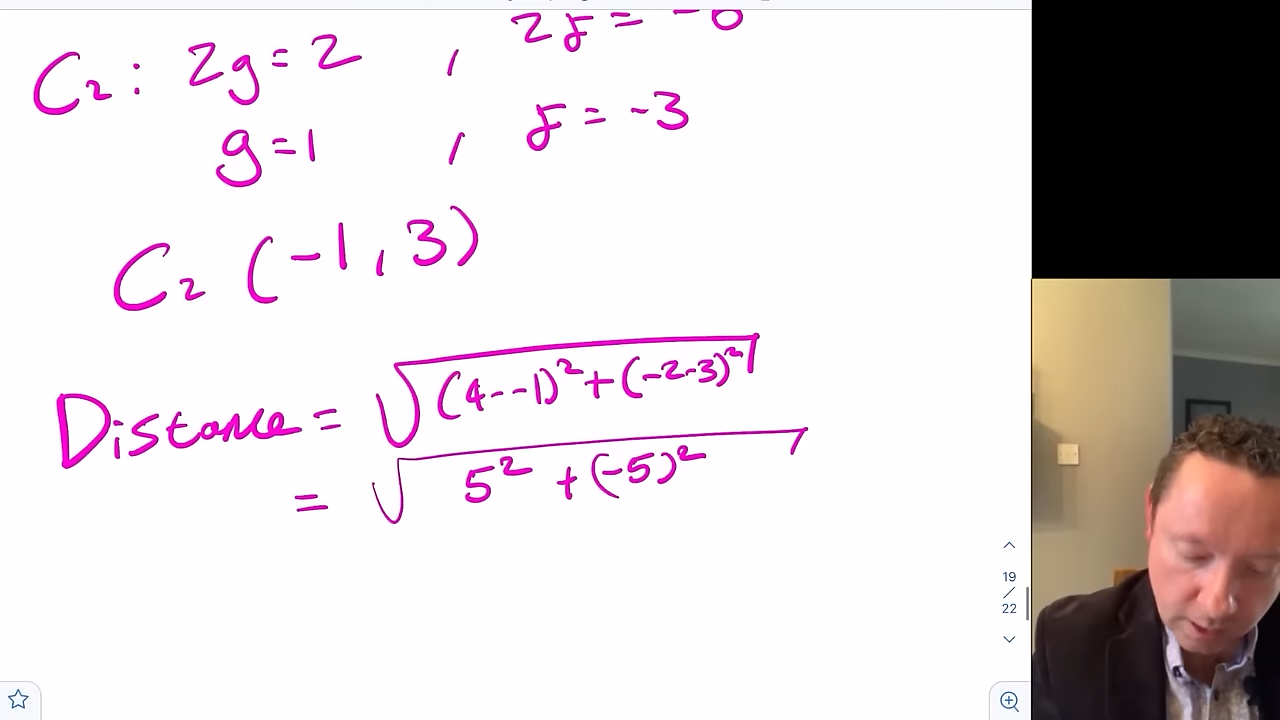 C₂: 2g = 2 , 2f = -6
g = 1 , f = -3
C₂ (-1, 3)
Distance = √((4--1)² + (-2-3)²)
= √(5² + (-5)²)
19
/
22